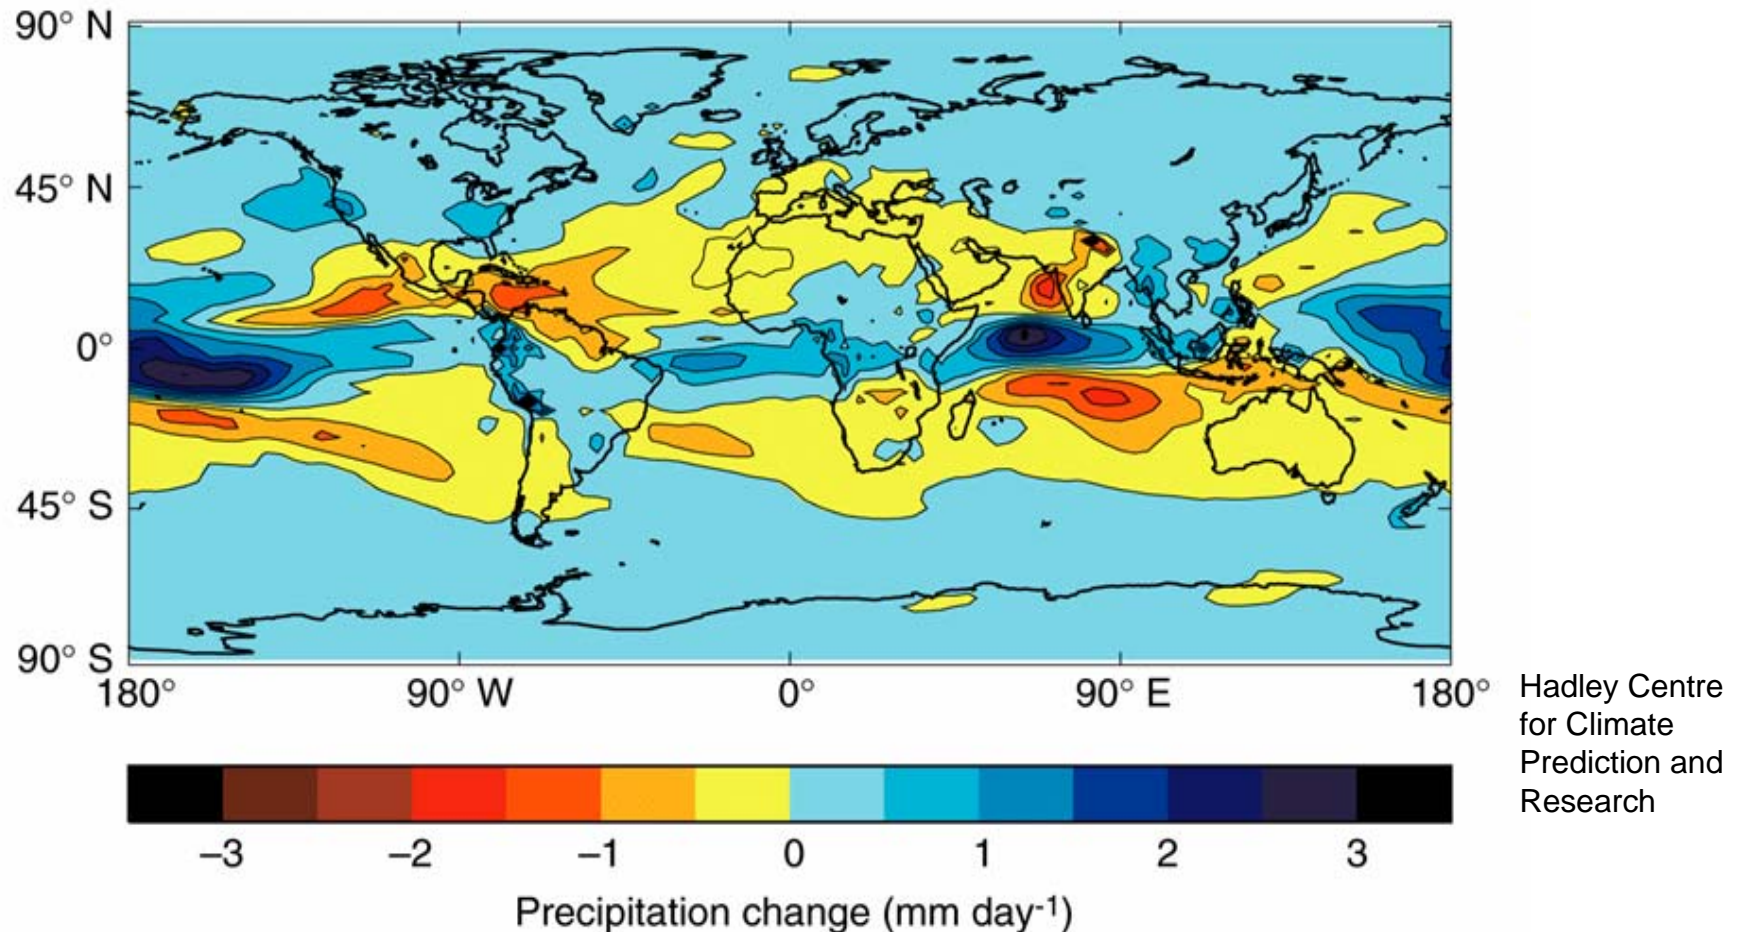 90° N
45° N
0°
45° S
90° S
180° 90° W 0° 90° E 180°
Hadley Centre
for Climate
Prediction and
Research
–3 –2 –1 0 1 2 3
Precipitation change (mm day-1)